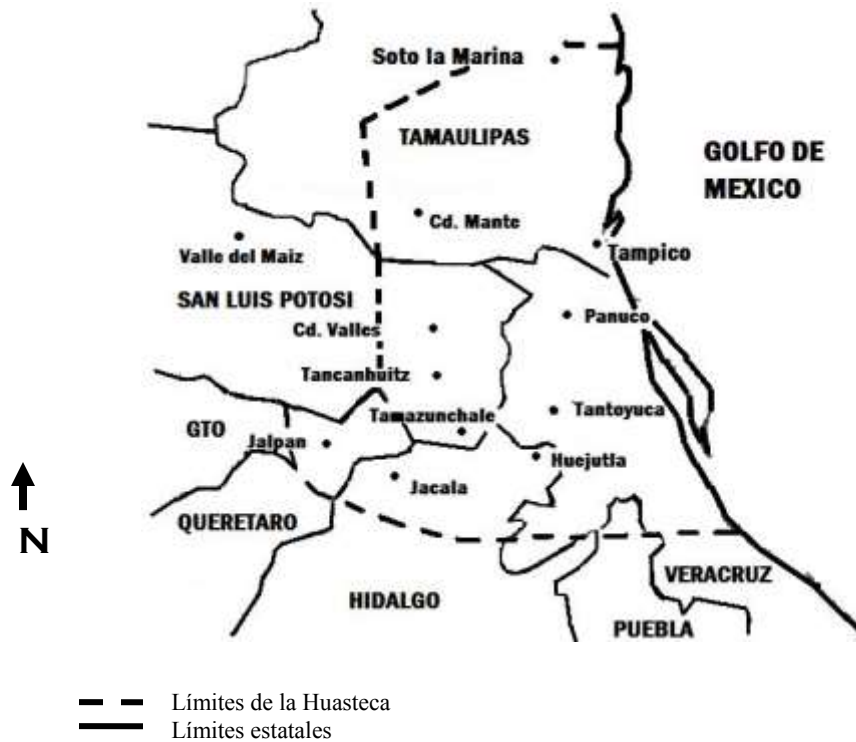 Soto la Marina
TAMAULIPAS
GOLFO DE
MEXICO
Cd. Mante
Valle del Maiz
Tampico
SAN LUIS POTOSI
Panuco
Cd. Valles
Tancanhuitz
Tamazunchale
Tantoyuca
GTO
Jalpan
Huejutla
Jacala
QUERETARO
N
VERACRUZ
HIDALGO
PUEBLA
Límites de la Huasteca
Límites estatales